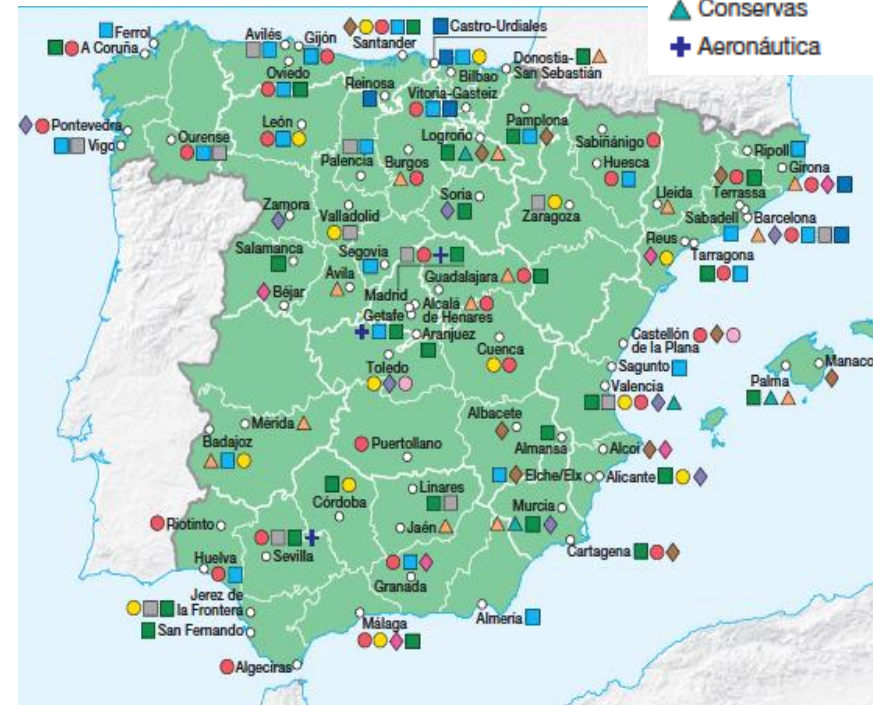 Conservas
Aeronáutica
Ferrol
A Coruña
Avilés
Gijón
Oviedo
Santander
Castro-Urdiales
Bilbao
Donostia-
San Sebastián
Reinosa
Vitoria-Gasteiz
Pamplona
Pontevedra
Vigo
Ourense
León
Palencia
Burgos
Logroño
Sabiñánigo
Huesca
Ripoll
Girona
Terrassa
Sabadell
Barcelona
Lleida
Reus
Tarragona
Zamora
Valladolid
Soria
Zaragoza
Salamanca
Segovia
Ávila
Béjar
Madrid
Getafe
Guadalajara
Alcalá
de Henares
Aranjuez
Toledo
Cuenca
Castellón
de la Plana
Sagunto
Valencia
Palma
Manaco
Mérida
Badajoz
Puertollano
Albacete
Almansa
Alcoi
Elche/Elx
Alicante
Córdoba
Linares
Jaén
Murcia
Cartagena
Riotinto
Huelva
Sevilla
Granada
Almería
Jerez de
la Frontera
San Fernando
Málaga
Algeciras